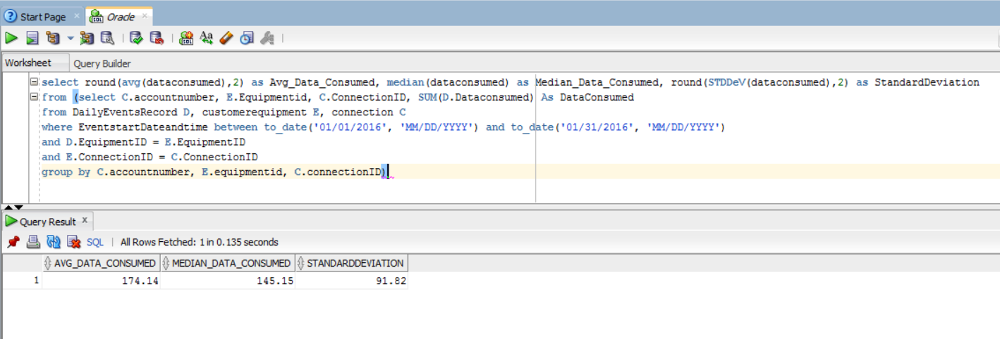 Start Page
Oracle
Worksheet
Query Builder
select round(avg(dataconsumed),2) as Avg_Data_Consumed, median(dataconsumed) as Median_Data_Consumed, round(STDDeV(dataconsumed),2) as StandardDeviation
from (select C.accountnumber, E.Equipmentid, C.ConnectionID, SUM(D.Dataconsumed) As DataConsumed
from DailyEventsRecord D, customerequipment E, connection C
where EventstartDateandtime between to_date('01/01/2016', 'MM/DD/YYYY') and to_date('01/31/2016', 'MM/DD/YYYY')
and D.EquipmentID = E.EquipmentID
and E.ConnectionID = C.ConnectionID
group by C.accountnumber, E.equipmentid, C.connectionID)
Query Result
SQL | All Rows Fetched: 1 in 0.135 seconds
AVG_DATA_CONSUMED MEDIAN_DATA_CONSUMED STANDARDDEVIATION
1 174.14 145.15 91.82